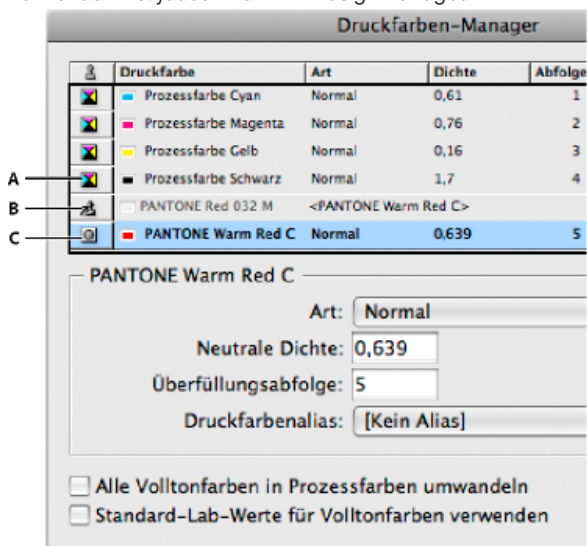 Druckfarben-Manager
Druckfarbe Art Dichte Abfolge
Prozessfarbe Cyan Normal 0,61 1
Prozessfarbe Magenta Normal 0,76 2
Prozessfarbe Gelb Normal 0,16 3
A Prozessfarbe Schwarz Normal 1,7 4
B PANTONE Red 032 M <PANTONE Warm Red C>
C PANTONE Warm Red C Normal 0,639 5
PANTONE Warm Red C
Art: Normal
Neutrale Dichte: 0,639
Überfüllungsabfolge: 5
Druckfarbenalias: [Kein Alias]
Alle Volltonfarben in Prozessfarben umwandeln
Standard-Lab-Werte für Volltonfarben verwenden